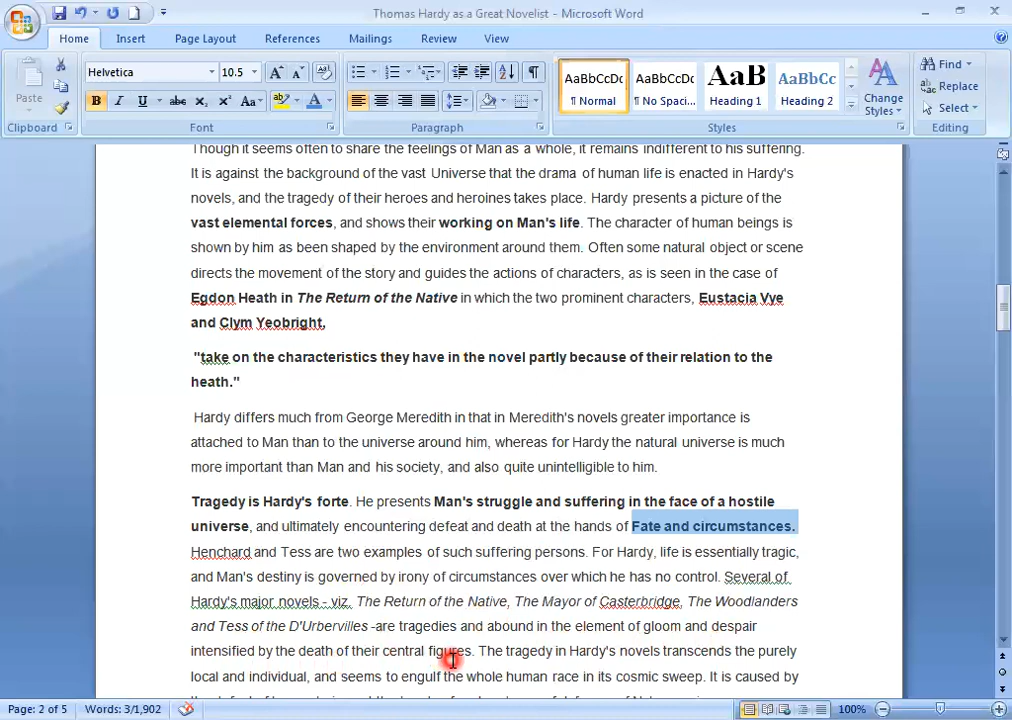 Thomas Hardy as a Great Novelist - Microsoft Word
Home Insert Page Layout References Mailings Review View
Paste
Helvetica 10.5
B I U abc X₂ X² Aa
A A
A
AaBbCcDc AaBbCcDc AaB AaBbCc
¶ Normal ¶ No Spaci... Heading 1 Heading 2
Change Styles
Find
Replace
Select
Clipboard Font Paragraph Styles Editing
Though it seems often to share the feelings of Man as a whole, it remains indifferent to his suffering.
It is against the background of the vast Universe that the drama of human life is enacted in Hardy's
novels, and the tragedy of their heroes and heroines takes place. Hardy presents a picture of the
vast elemental forces, and shows their working on Man's life. The character of human beings is
shown by him as been shaped by the environment around them. Often some natural object or scene
directs the movement of the story and guides the actions of characters, as is seen in the case of
Egdon Heath in The Return of the Native in which the two prominent characters, Eustacia Vye
and Clym Yeobright,
"take on the characteristics they have in the novel partly because of their relation to the
heath."
Hardy differs much from George Meredith in that in Meredith's novels greater importance is
attached to Man than to the universe around him, whereas for Hardy the natural universe is much
more important than Man and his society, and also quite unintelligible to him.
Tragedy is Hardy's forte. He presents Man's struggle and suffering in the face of a hostile
universe, and ultimately encountering defeat and death at the hands of Fate and circumstances.
Henchard and Tess are two examples of such suffering persons. For Hardy, life is essentially tragic,
and Man's destiny is governed by irony of circumstances over which he has no control. Several of
Hardy's major novels - viz. The Return of the Native, The Mayor of Casterbridge, The Woodlanders
and Tess of the D'Urbervilles -are tragedies and abound in the element of gloom and despair
intensified by the death of their central figures. The tragedy in Hardy's novels transcends the purely
local and individual, and seems to engulf the whole human race in its cosmic sweep. It is caused by
Page: 2 of 5 Words: 3/1,902 100%